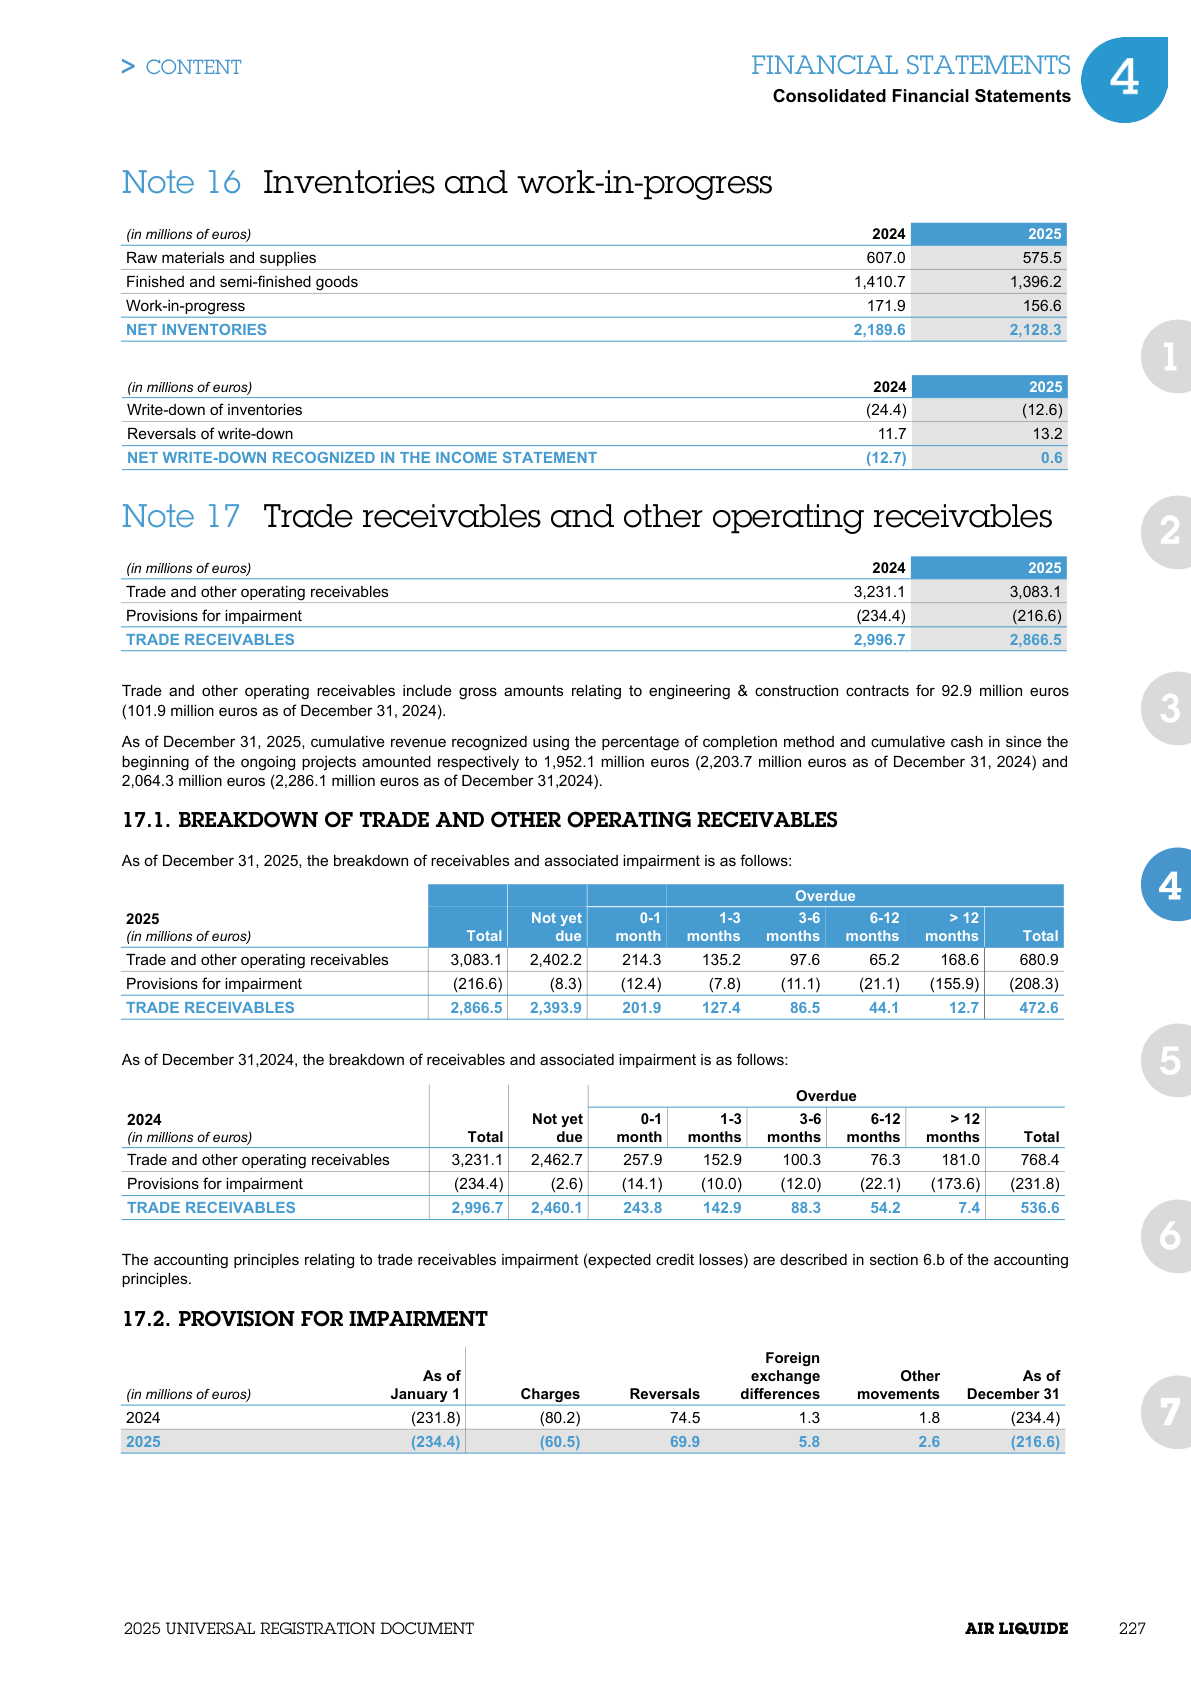 > CONTENT
FINANCIAL STATEMENTS
Consolidated Financial Statements
4
Note 16 Inventories and work-in-progress
(in millions of euros) 2024 2025
Raw materials and supplies 607.0 575.5
Finished and semi-finished goods 1,410.7 1,396.2
Work-in-progress 171.9 156.6
NET INVENTORIES 2,189.6 2,128.3
(in millions of euros) 2024 2025
Write-down of inventories (24.4) (12.6)
Reversals of write-down 11.7 13.2
NET WRITE-DOWN RECOGNIZED IN THE INCOME STATEMENT (12.7) 0.6
Note 17 Trade receivables and other operating receivables
(in millions of euros) 2024 2025
Trade and other operating receivables 3,231.1 3,083.1
Provisions for impairment (234.4) (216.6)
TRADE RECEIVABLES 2,996.7 2,866.5
Trade and other operating receivables include gross amounts relating to engineering & construction contracts for 92.9 million euros
(101.9 million euros as of December 31, 2024).
As of December 31, 2025, cumulative revenue recognized using the percentage of completion method and cumulative cash in since the
beginning of the ongoing projects amounted respectively to 1,952.1 million euros (2,203.7 million euros as of December 31, 2024) and
2,064.3 million euros (2,286.1 million euros as of December 31,2024).
17.1. BREAKDOWN OF TRADE AND OTHER OPERATING RECEIVABLES
As of December 31, 2025, the breakdown of receivables and associated impairment is as follows:
Overdue
2025 Not yet 0-1 1-3 3-6 6-12 > 12
(in millions of euros) Total due month months months months months Total
Trade and other operating receivables 3,083.1 2,402.2 214.3 135.2 97.6 65.2 168.6 680.9
Provisions for impairment (216.6) (8.3) (12.4) (7.8) (11.1) (21.1) (155.9) (208.3)
TRADE RECEIVABLES 2,866.5 2,393.9 201.9 127.4 86.5 44.1 12.7 472.6
As of December 31,2024, the breakdown of receivables and associated impairment is as follows:
Overdue
2024 Not yet 0-1 1-3 3-6 6-12 > 12
(in millions of euros) Total due month months months months months Total
Trade and other operating receivables 3,231.1 2,462.7 257.9 152.9 100.3 76.3 181.0 768.4
Provisions for impairment (234.4) (2.6) (14.1) (10.0) (12.0) (22.1) (173.6) (231.8)
TRADE RECEIVABLES 2,996.7 2,460.1 243.8 142.9 88.3 54.2 7.4 536.6
The accounting principles relating to trade receivables impairment (expected credit losses) are described in section 6.b of the accounting
principles.
17.2. PROVISION FOR IMPAIRMENT
Foreign
As of exchange Other As of
(in millions of euros) January 1 Charges Reversals differences movements December 31
2024 (231.8) (80.2) 74.5 1.3 1.8 (234.4)
2025 (234.4) (60.5) 69.9 5.8 2.6 (216.6)
1
2
3
4
5
6
7
2025 UNIVERSAL REGISTRATION DOCUMENT
AIR LIQUIDE 227